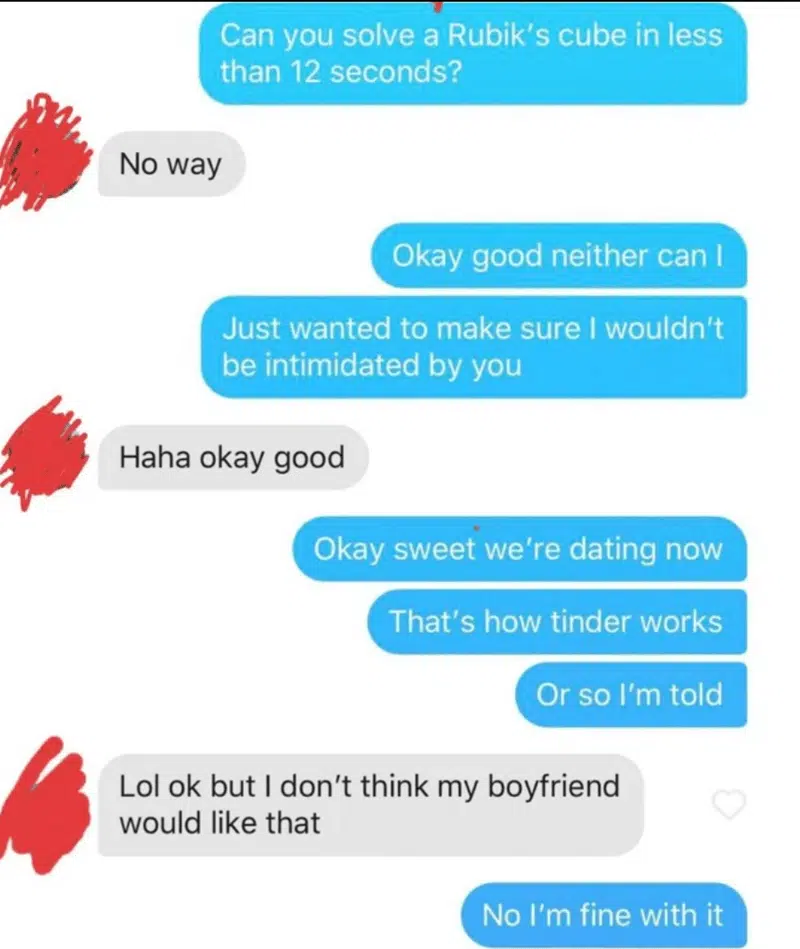 Can you solve a Rubik's cube in less
than 12 seconds?
No way
Okay good neither can I
Just wanted to make sure I wouldn't
be intimidated by you
Haha okay good
Okay sweet we're dating now
That's how tinder works
Or so I'm told
Lol ok but I don't think my boyfriend
would like that
No I'm fine with it